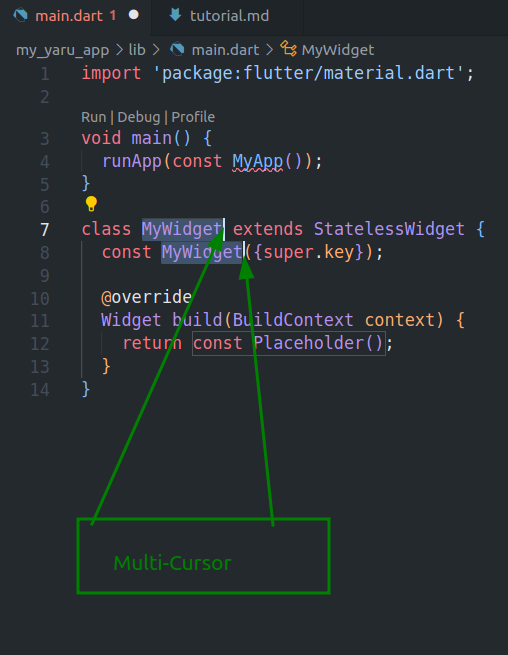 main.dart 1
tutorial.md
my_yaru_app > lib > main.dart > MyWidget
1 import 'package:flutter/material.dart';
2
Run | Debug | Profile
3 void main() {
4 runApp(const MyApp());
5 }
6
7 class MyWidget extends StatelessWidget {
8 const MyWidget({super.key});
9
10 @override
11 Widget build(BuildContext context) {
12 return const Placeholder();
13 }
14 }
Multi-Cursor